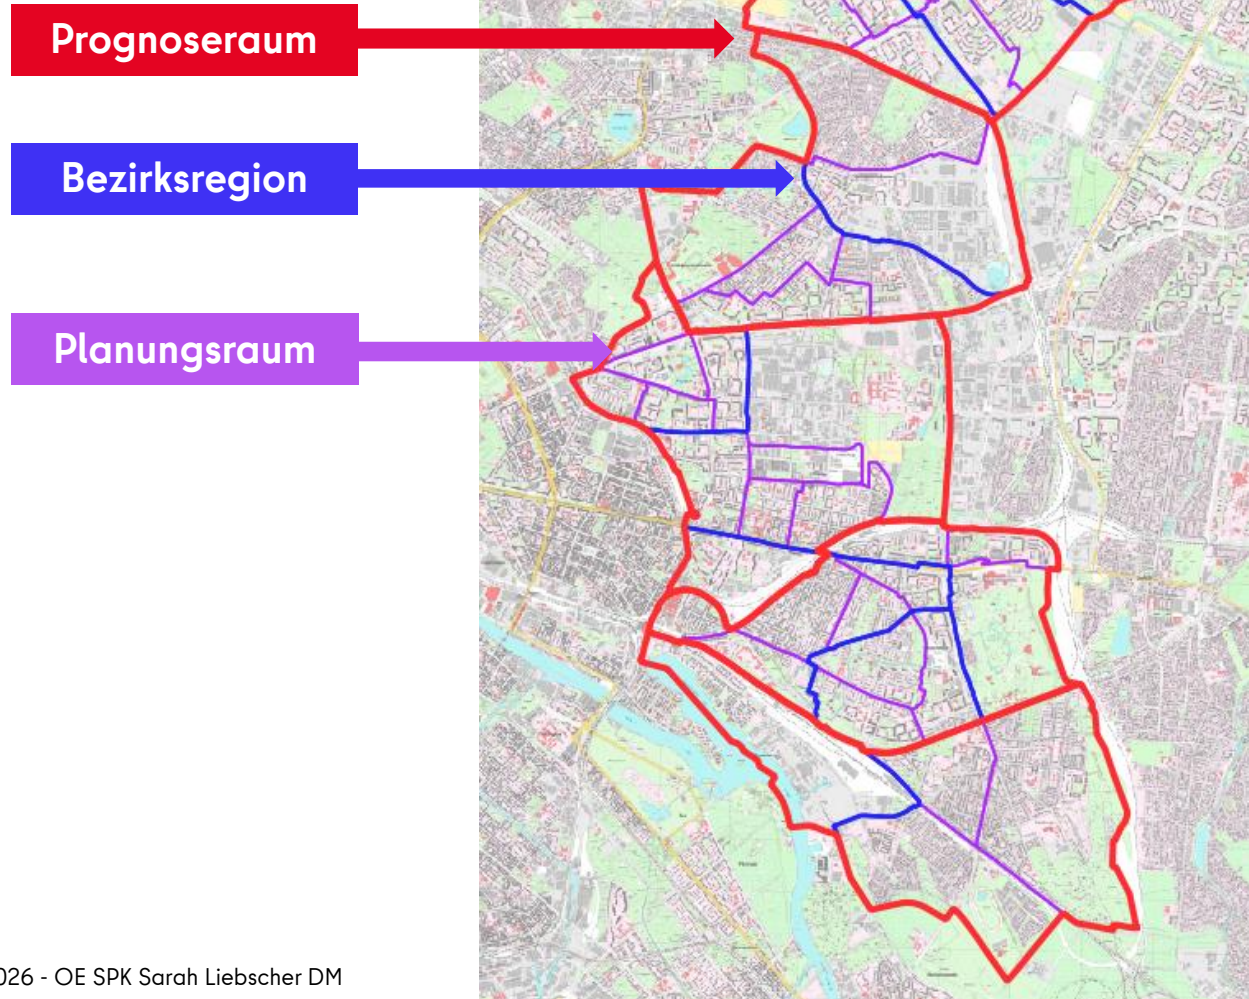 Prognoseraum
Bezirksregion
Planungsraum
026 - OE SPK Sarah Liebscher DM